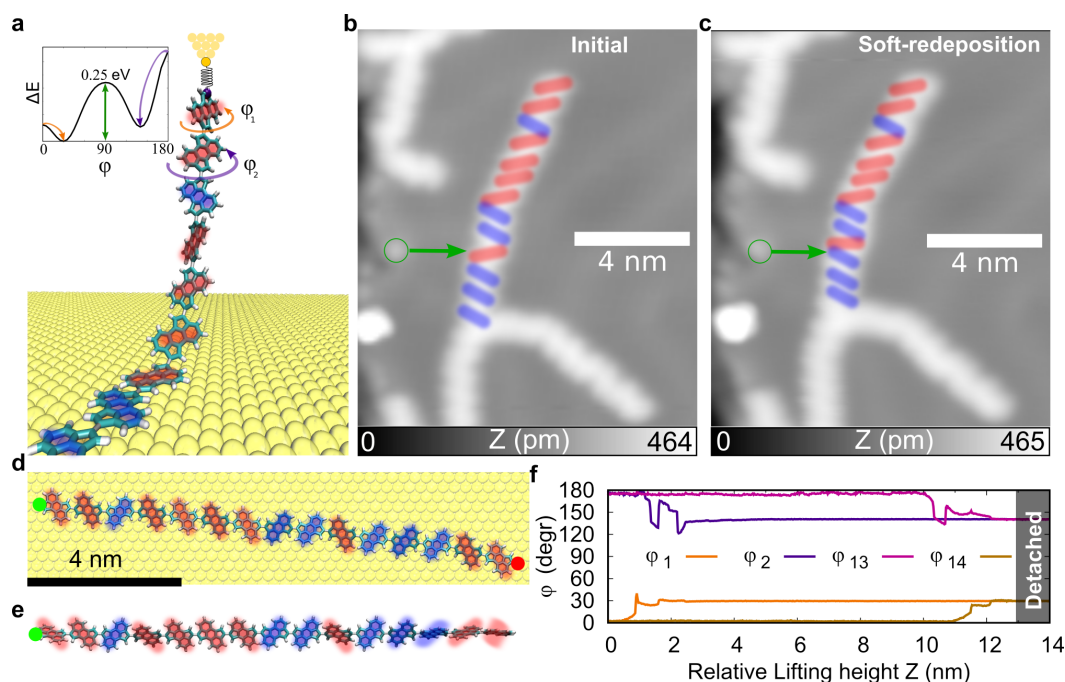 a
0.25 eV
ΔE
0 90 180
φ
φ1
φ2
b
Initial
4 nm
0 Z (pm) 464
c
Soft-redeposition
4 nm
0 Z (pm) 465
d
4 nm
e
f
φ (degr)
180
150
120
90
60
30
0
φ1 φ2 φ13 φ14
Detached
0 2 4 6 8 10 12 14
Relative Lifting height Z (nm)